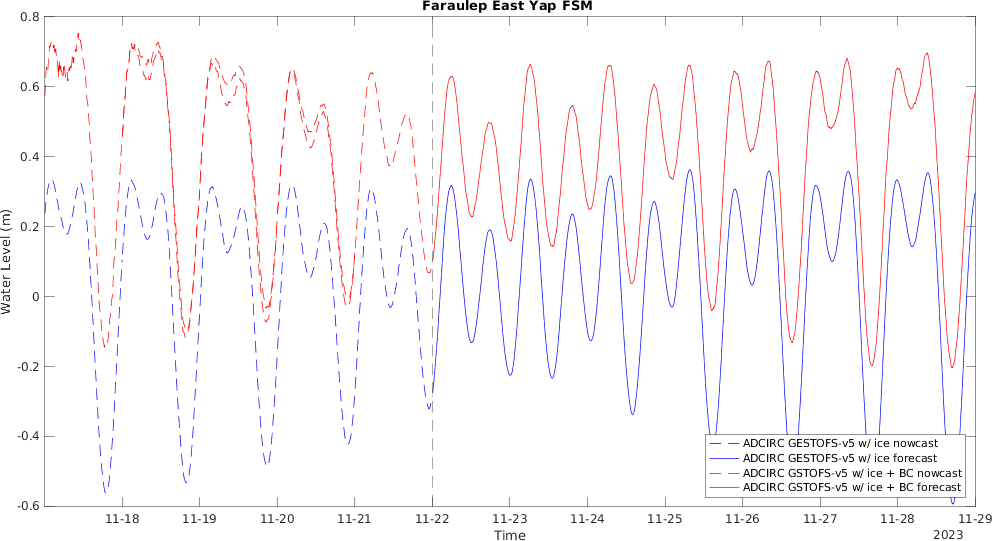 Faraulep East Yap FSM
Water Level (m)
0.8
0.6
0.4
0.2
0
-0.2
-0.4
-0.6
ADCIRC GESTOFS-v5 w/ ice nowcast
ADCIRC GESTOFS-v5 w/ ice forecast
ADCIRC GSTOFS-v5 w/ ice + BC nowcast
ADCIRC GSTOFS-v5 w/ ice + BC forecast
11-18 11-19 11-20 11-21 11-22 11-23 11-24 11-25 11-26 11-27 11-28 11-29
Time
2023